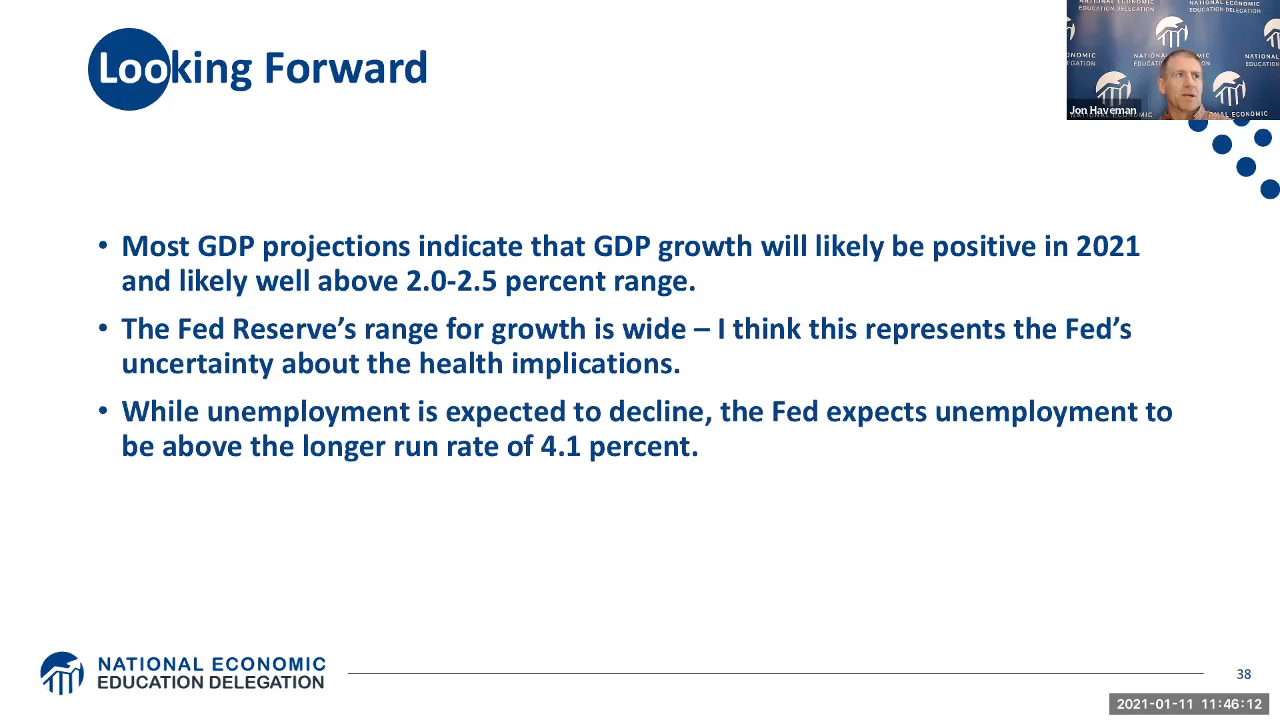 Looking Forward
NATIONAL ECONOMIC
EDUCATION DELEGATION
Jon Haveman
• Most GDP projections indicate that GDP growth will likely be positive in 2021
and likely well above 2.0-2.5 percent range.
• The Fed Reserve’s range for growth is wide – I think this represents the Fed’s
uncertainty about the health implications.
• While unemployment is expected to decline, the Fed expects unemployment to
be above the longer run rate of 4.1 percent.
NATIONAL ECONOMIC
EDUCATION DELEGATION
38
2021-01-11 11:46:12